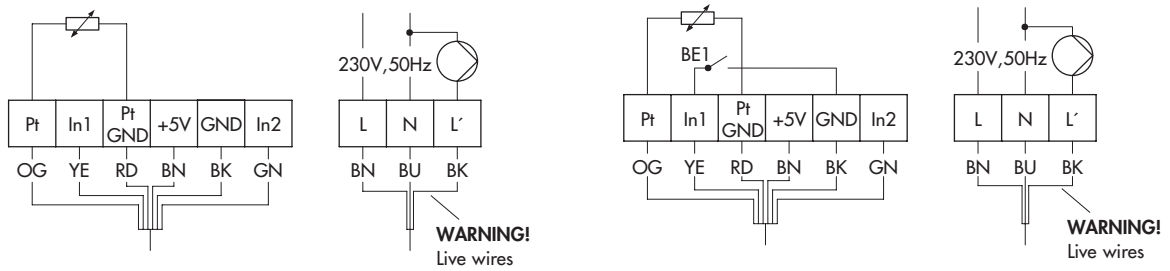 230V,50Hz
Pt In1 Pt GND +5V GND In2
L N L´
OG YE RD BN BK GN
BN BU BK
WARNING!
Live wires
BE1
230V,50Hz
Pt In1 Pt GND +5V GND In2
L N L´
OG YE RD BN BK GN
BN BU BK
WARNING!
Live wires